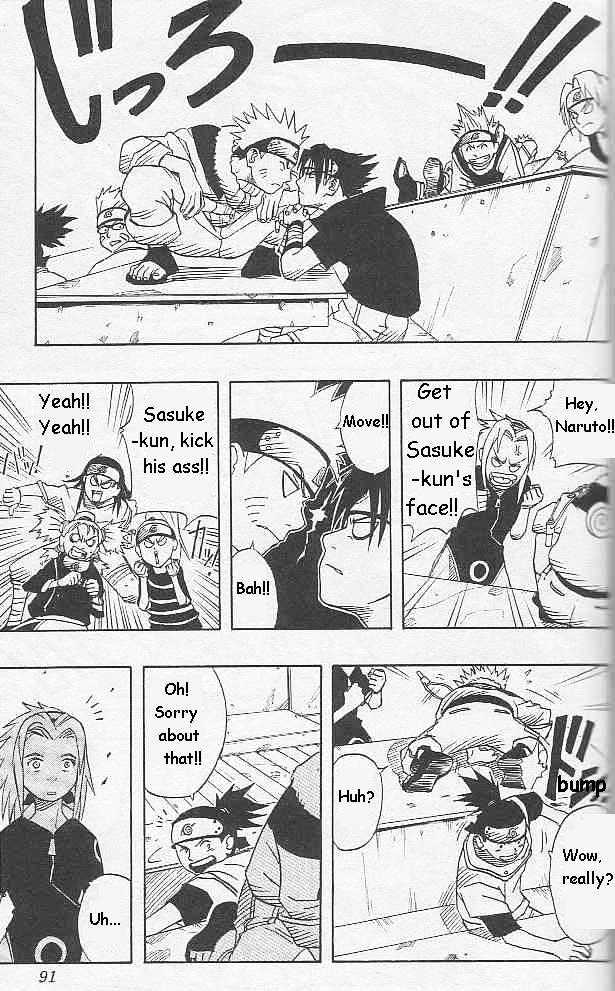 じっろー!!
Hey,
Naruto!!
Get
out of
Sasuke
-kun's
face!!
Move!!
Bah!!
Sasuke
-kun, kick
his ass!!
Yeah!!
Yeah!!
Wow,
really?
bump
Huh?
Oh!
Sorry
about
that!!
Uh...
91